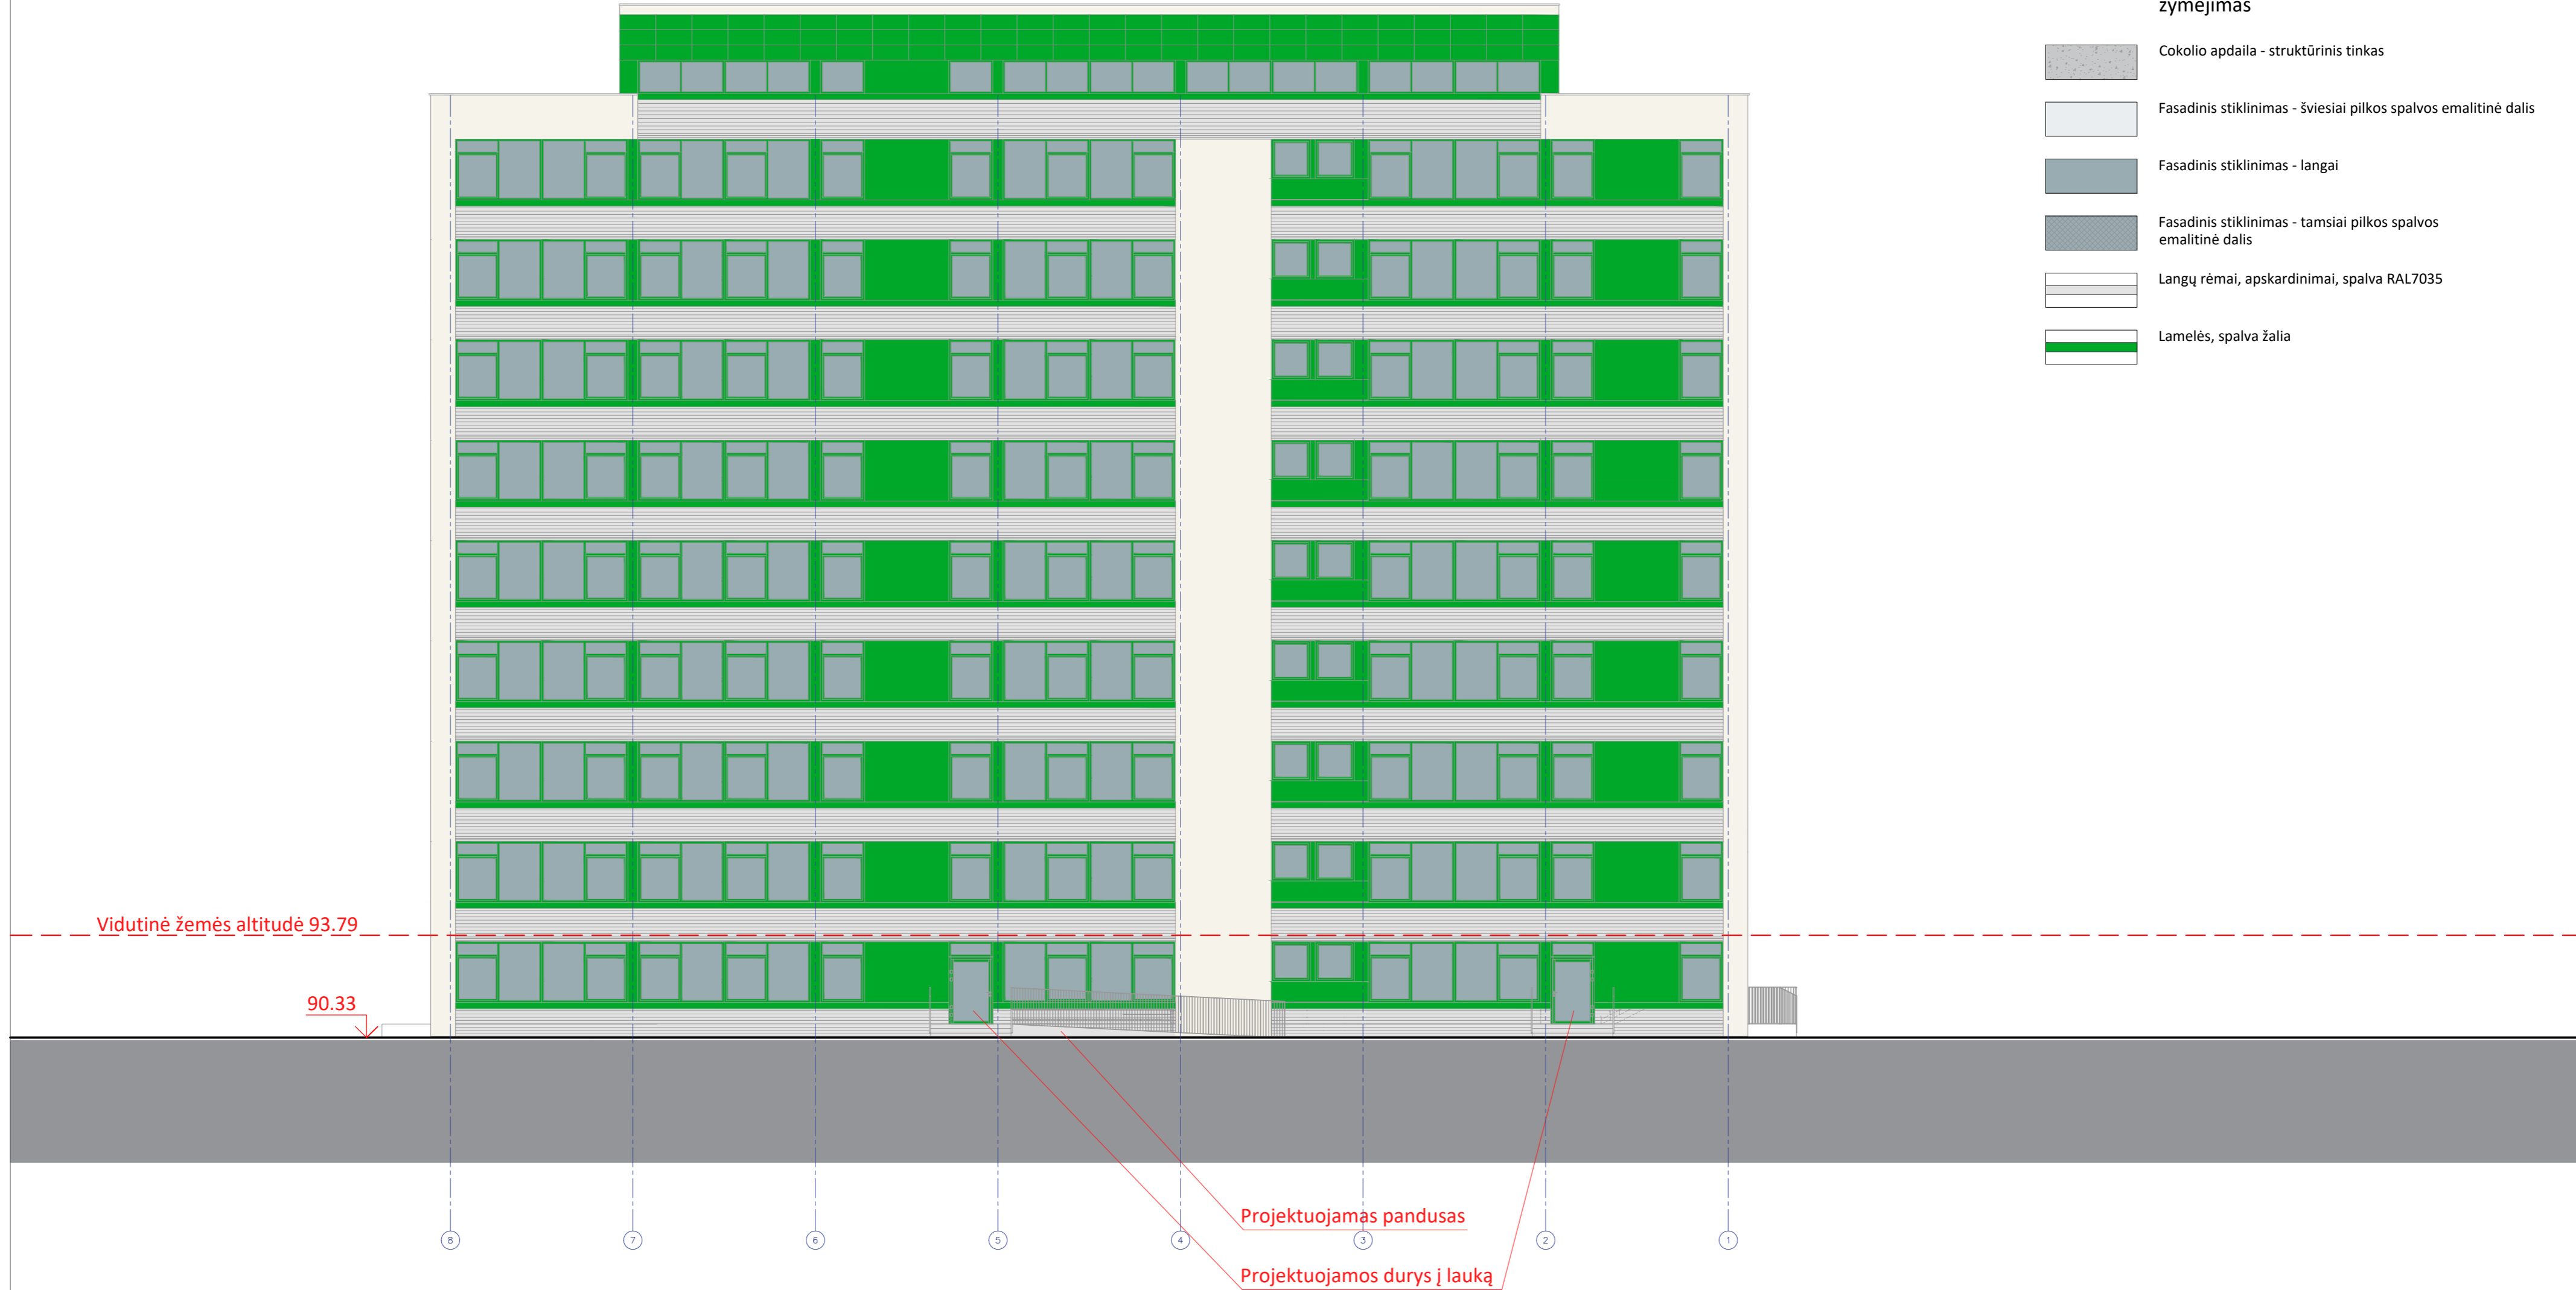 žymėjimas
Cokolio apdaila - struktūrinis tinkas
Fasadinis stiklinimas - šviesiai pilkos spalvos emalitinė dalis
Fasadinis stiklinimas - langai
Fasadinis stiklinimas - tamsiai pilkos spalvos
emalitinė dalis
Langų rėmai, apskardinimai, spalva RAL7035
Lamelės, spalva žalia
Vidutinė žemės altitudė 93.79
90.33
Projektuojamas pandusas
8 7 6 5 4 3 2 1
Projektuojamos durys į lauką